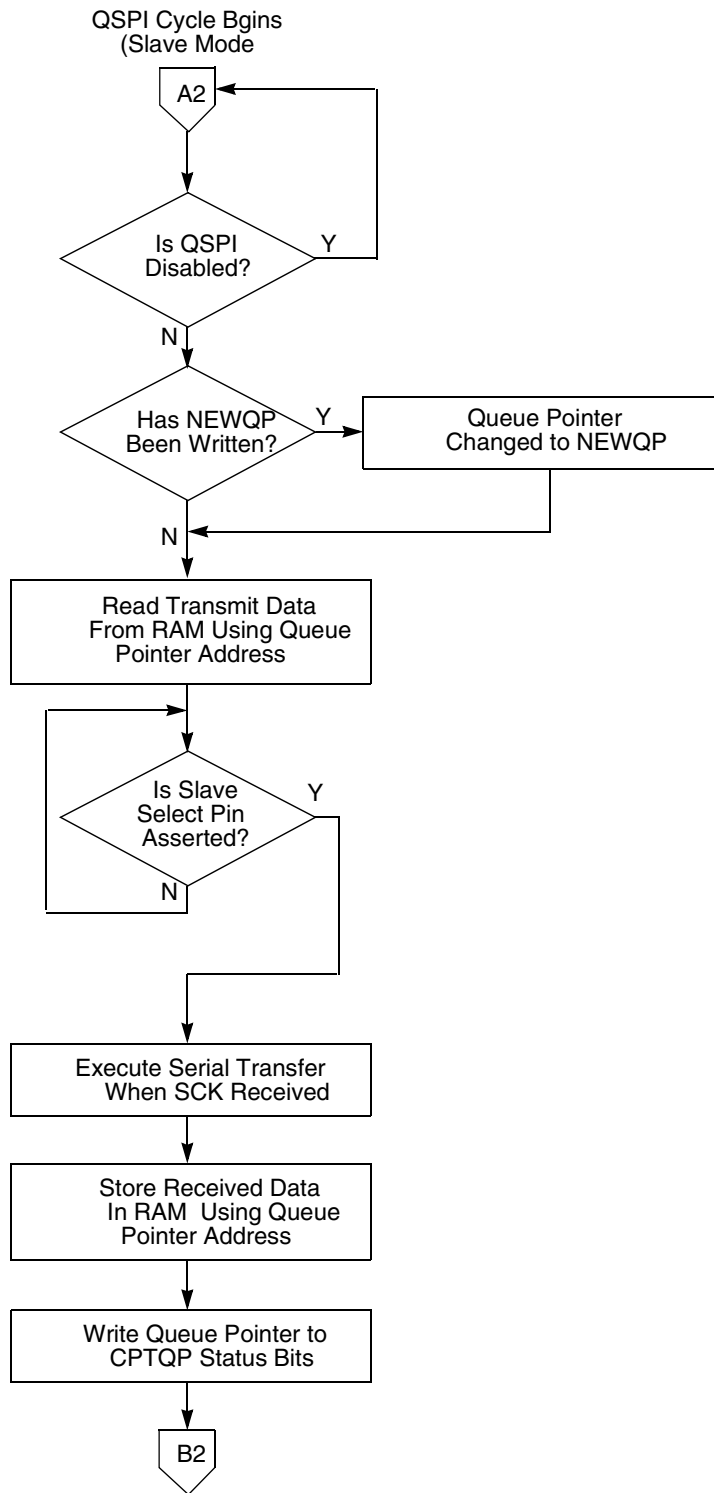 QSPI Cycle Bgins
(Slave Mode
A2
Is QSPI
Disabled?
Y
N
Has NEWQP
Been Written?
Y
Queue Pointer
Changed to NEWQP
N
Read Transmit Data
From RAM Using Queue
Pointer Address
Is Slave
Select Pin
Asserted?
Y
N
Execute Serial Transfer
When SCK Received
Store Received Data
In RAM Using Queue
Pointer Address
Write Queue Pointer to
CPTQP Status Bits
B2